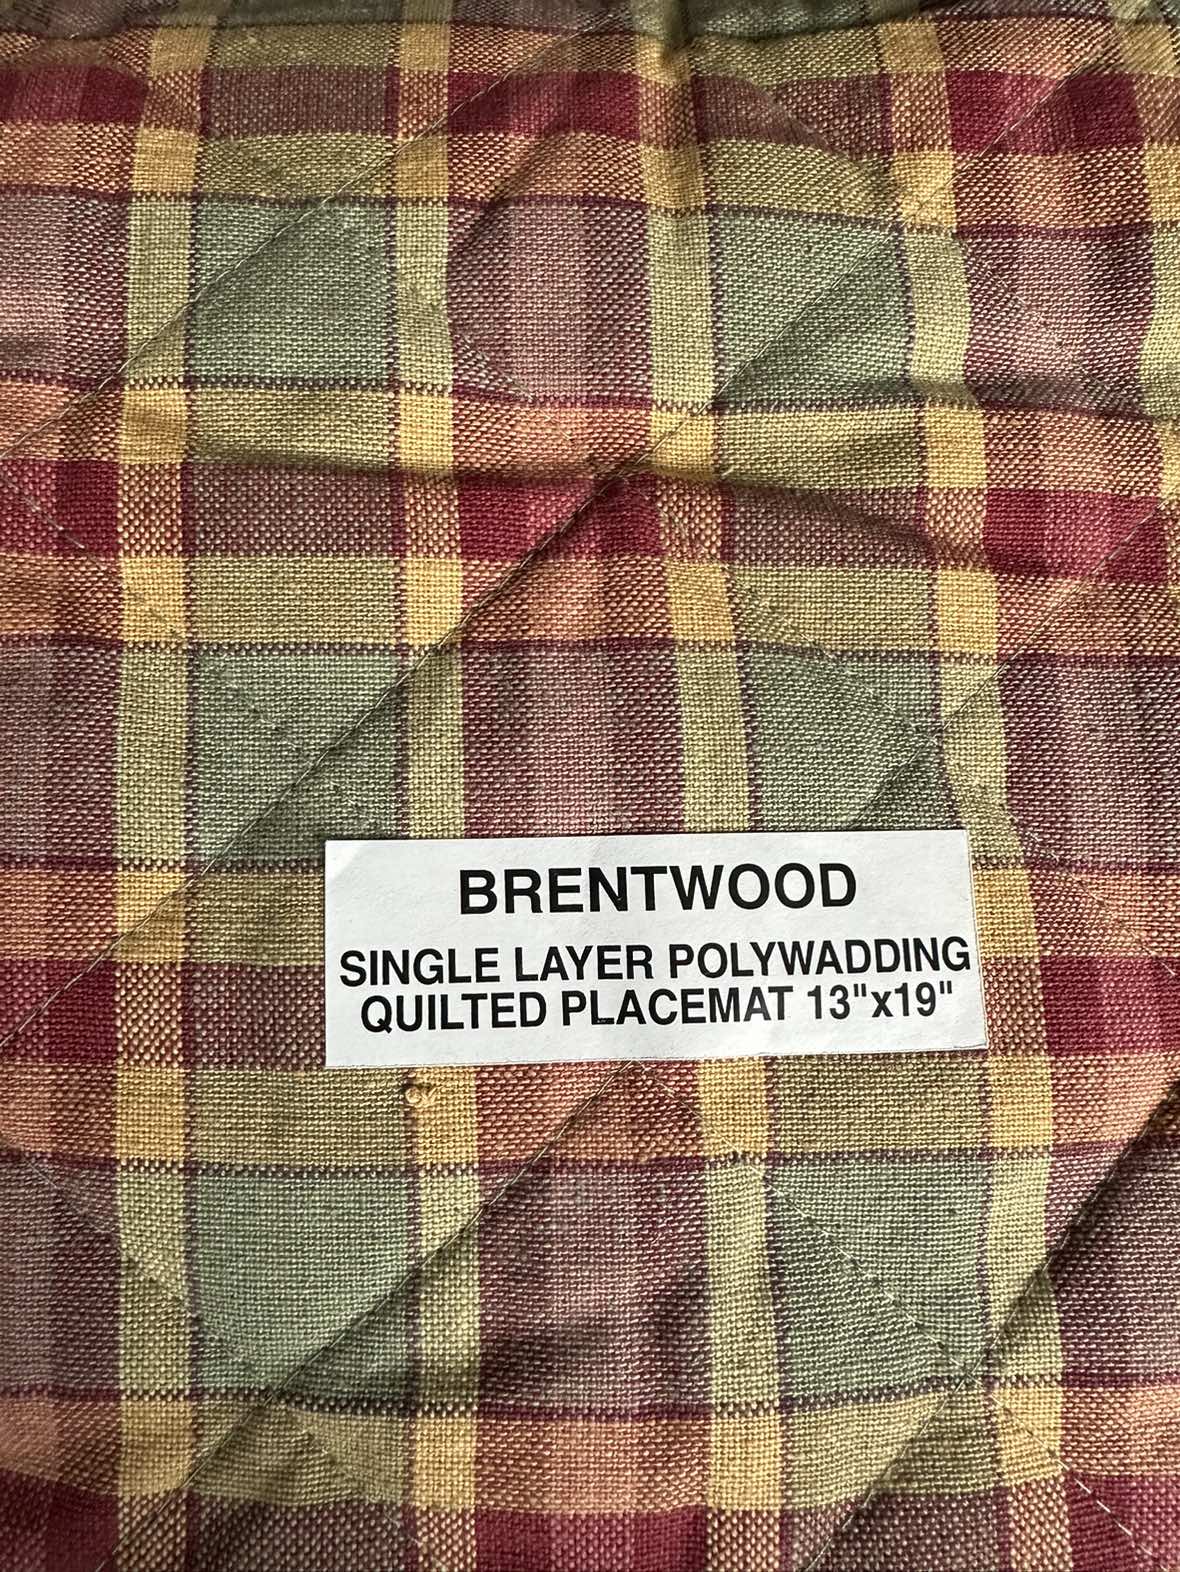 BRENTWOOD
SINGLE LAYER POLYWADDING
QUILTED PLACEMAT 13"x19"